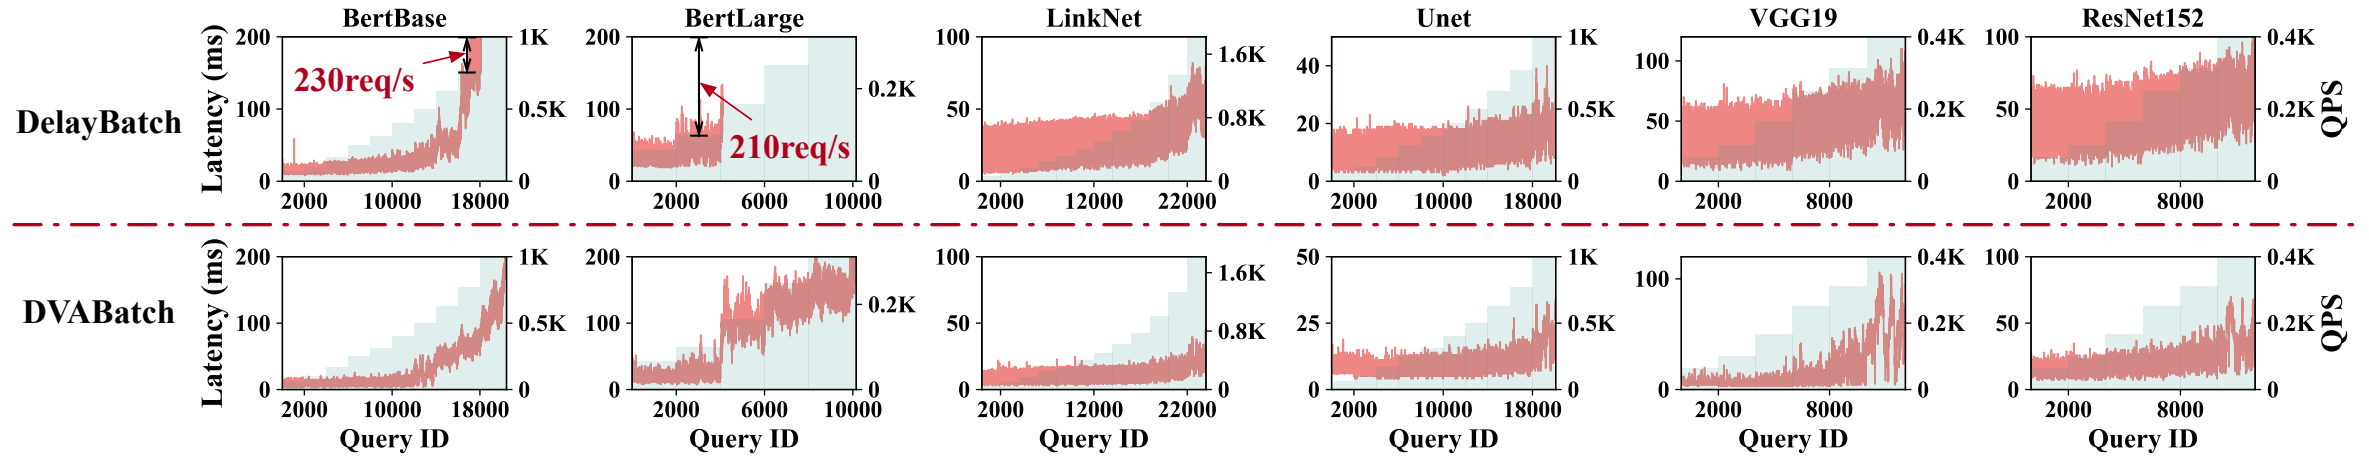 BertBase BertLarge LinkNet Unet VGG19 ResNet152
DelayBatch
Latency (ms)
200 100 0
1K 0.5K 0
2000 10000 18000
230req/s
200 150 100 50 0
0.2K 0
2000 6000 10000
210req/s
100 50 0
1.6K 0.8K 0
2000 12000 22000
40 20 0
1K 0.5K 0
2000 10000 18000
100 50 0
0.4K 0.2K 0
2000 8000
100 50 0
0.4K 0.2K 0
2000 8000
QPS
DVABatch
Latency (ms)
200 100 0
1K 0.5K 0
2000 10000 18000
Query ID
200 100 0
0.2K 0
2000 6000 10000
Query ID
100 50 0
1.6K 0.8K 0
2000 12000 22000
Query ID
50 25 0
1K 0.5K 0
2000 10000 18000
Query ID
100 0
0.4K 0.2K 0
2000 8000
Query ID
100 50 0
0.4K 0.2K 0
2000 8000
Query ID
QPS